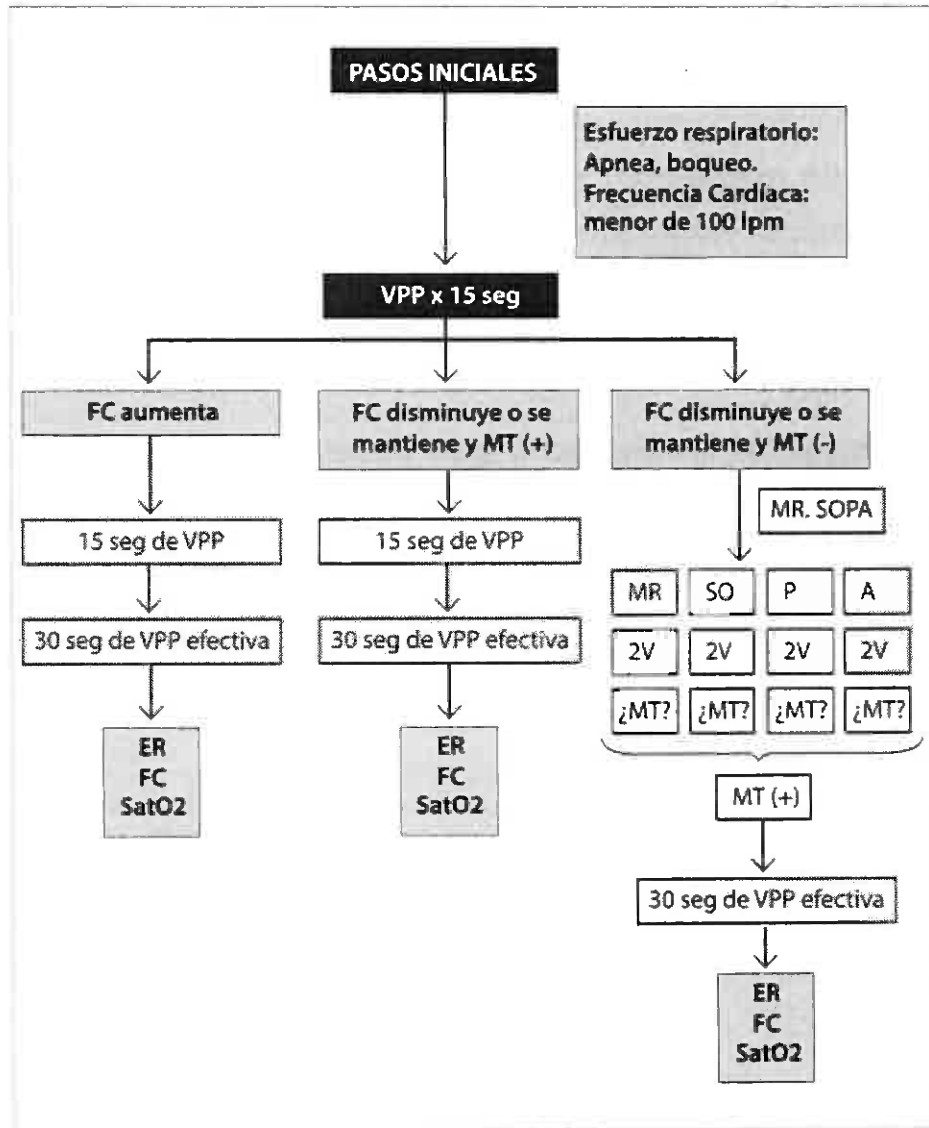 PASOS INICIALES
Esfuerzo respiratorio:
Apnea, boqueo.
Frecuencia Cardíaca:
menor de 100 lpm
VPP x 15 seg
FC aumenta
15 seg de VPP
30 seg de VPP efectiva
ER
FC
SatO2
FC disminuye o se
mantiene y MT (+)
15 seg de VPP
30 seg de VPP efectiva
ER
FC
SatO2
FC disminuye o se
mantiene y MT (-)
MR. SOPA
MR SO P A
2V 2V 2V 2V
¿MT? ¿MT? ¿MT? ¿MT?
MT (+)
30 seg de VPP efectiva
ER
FC
SatO2